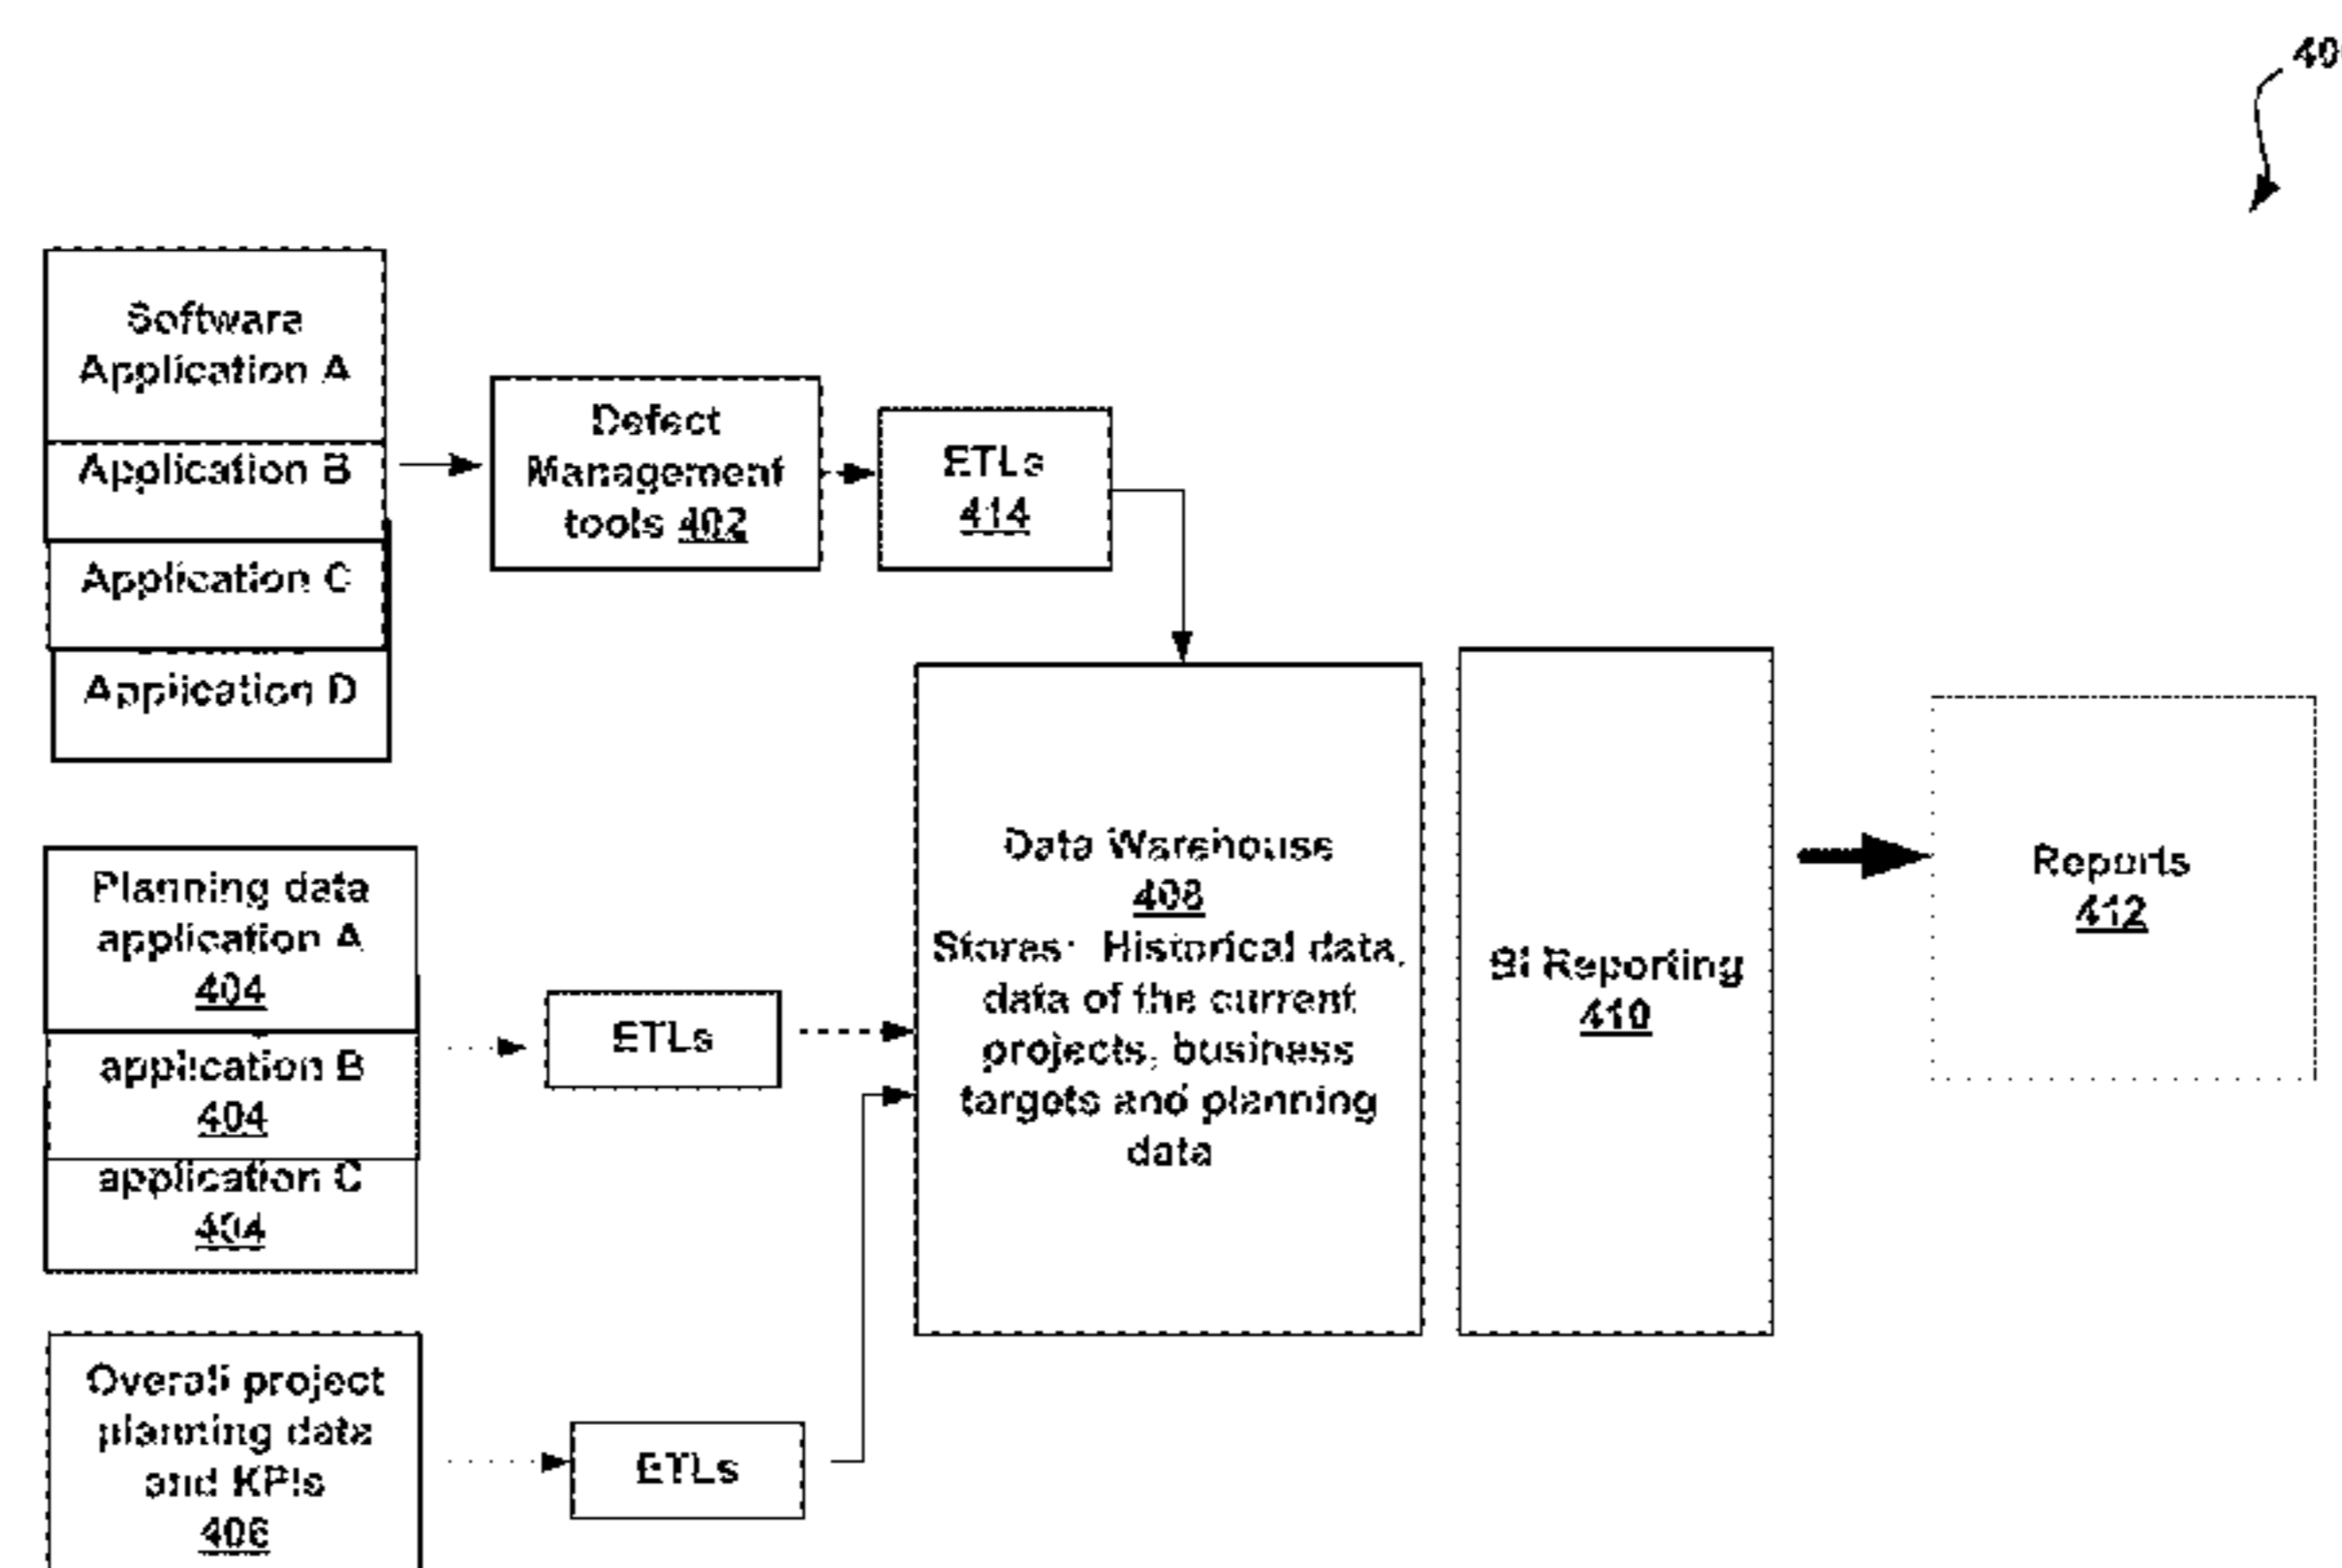 40
Software
Application A
Application B
Application C
Application D
Defect
Management
tools 402
ETLs
414
Planning data
application A
404
application B
404
application C
404
ETLs
Overall project
planning data
and KPIs
406
ETLs
Data Warehouse
408
Stores: Historical data,
data of the current
projects, business
targets and planning
data
BI Reporting
410
Reports
412